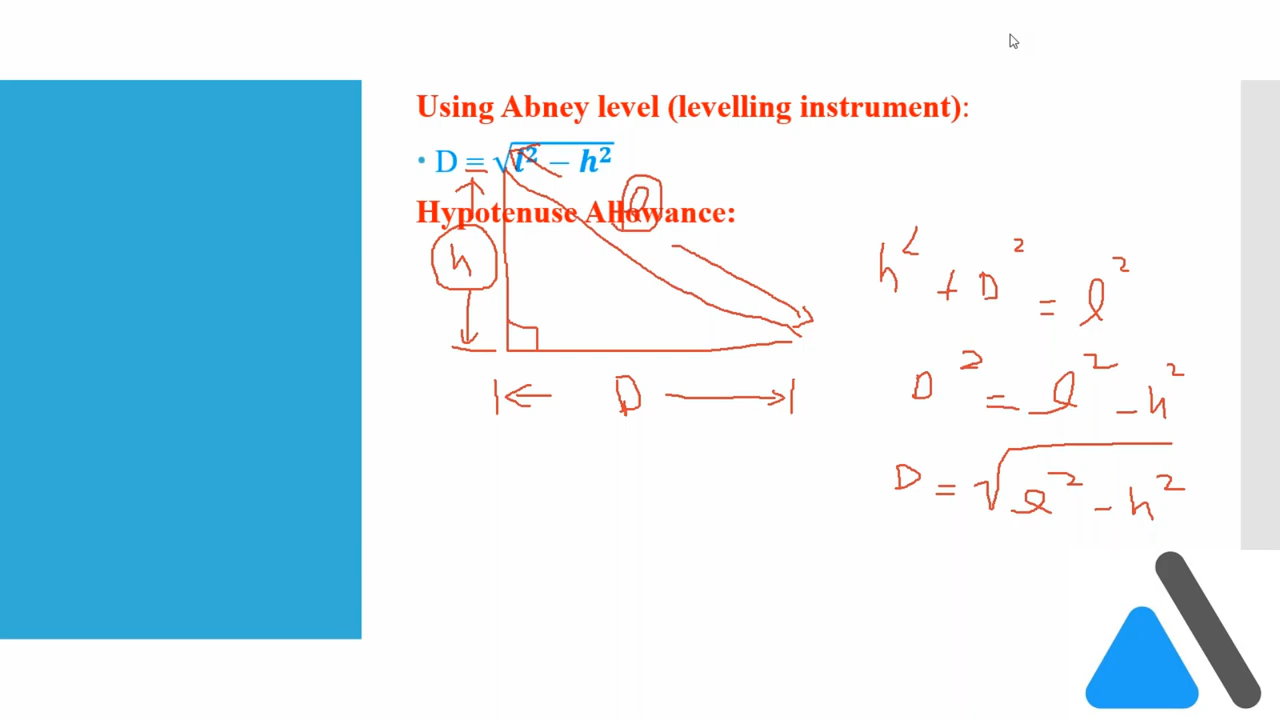 Using Abney level (levelling instrument):
• D = √l² − h²
Hypotenuse Allowance:
l
h
D
h² + D² = l²
D² = l² - h²
D = √l² - h²